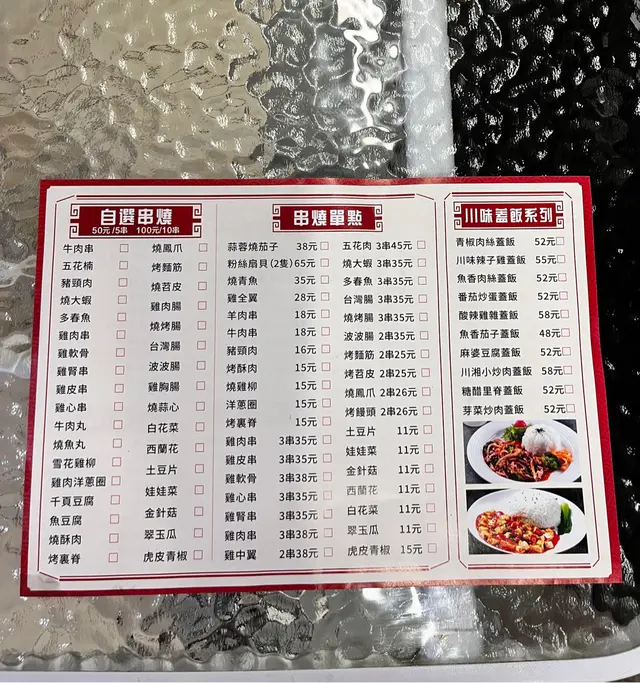 自選串燒
50元/5串 100元/10串
牛肉串
五花楠
豬頸肉
燒大蝦
多春魚
雞肉串
雞軟骨
雞腎串
雞皮串
雞心串
牛肉丸
燒魚丸
雪花雞柳
雞肉洋蔥圈
千頁豆腐
魚豆腐
燒酥肉
烤裏脊
燒鳳爪
烤麵筋
燒苕皮
雞肉腸
燒烤腸
台灣腸
波波腸
雞胸腸
燒蒜心
白花菜
西蘭花
土豆片
娃娃菜
金針菇
翠玉瓜
虎皮青椒
串燒單點
蒜蓉燒茄子 38元
粉絲扇貝(2隻) 65元
燒青魚 35元
雞全翼 28元
羊肉串 18元
牛肉串 18元
豬頸肉 16元
烤酥肉 15元
燒雞柳 15元
洋蔥圈 15元
烤裏脊 15元
雞肉串 3串35元
雞皮串 3串35元
雞軟骨 3串38元
雞心串 3串35元
雞腎串 3串35元
雞肉串 3串38元
雞中翼 2串38元
五花肉 3串45元
燒大蝦 3串35元
多春魚 3串35元
台灣腸 3串35元
燒烤腸 3串35元
波波腸 2串35元
烤麵筋 2串25元
烤苕皮 2串25元
燒鳳爪 2串26元
烤饅頭 2串26元
土豆片 11元
娃娃菜 11元
金針菇 11元
西蘭花 11元
白花菜 11元
翠玉瓜 11元
虎皮青椒 15元
川味蓋飯系列
青椒肉絲蓋飯 52元
川味辣子雞蓋飯 55元
魚香肉絲蓋飯 52元
番茄炒蛋蓋飯 52元
酸辣雞雜蓋飯 58元
魚香茄子蓋飯 48元
麻婆豆腐蓋飯 52元
川湘小炒肉蓋飯 58元
糖醋里脊蓋飯 52元
芽菜炒肉蓋飯 52元